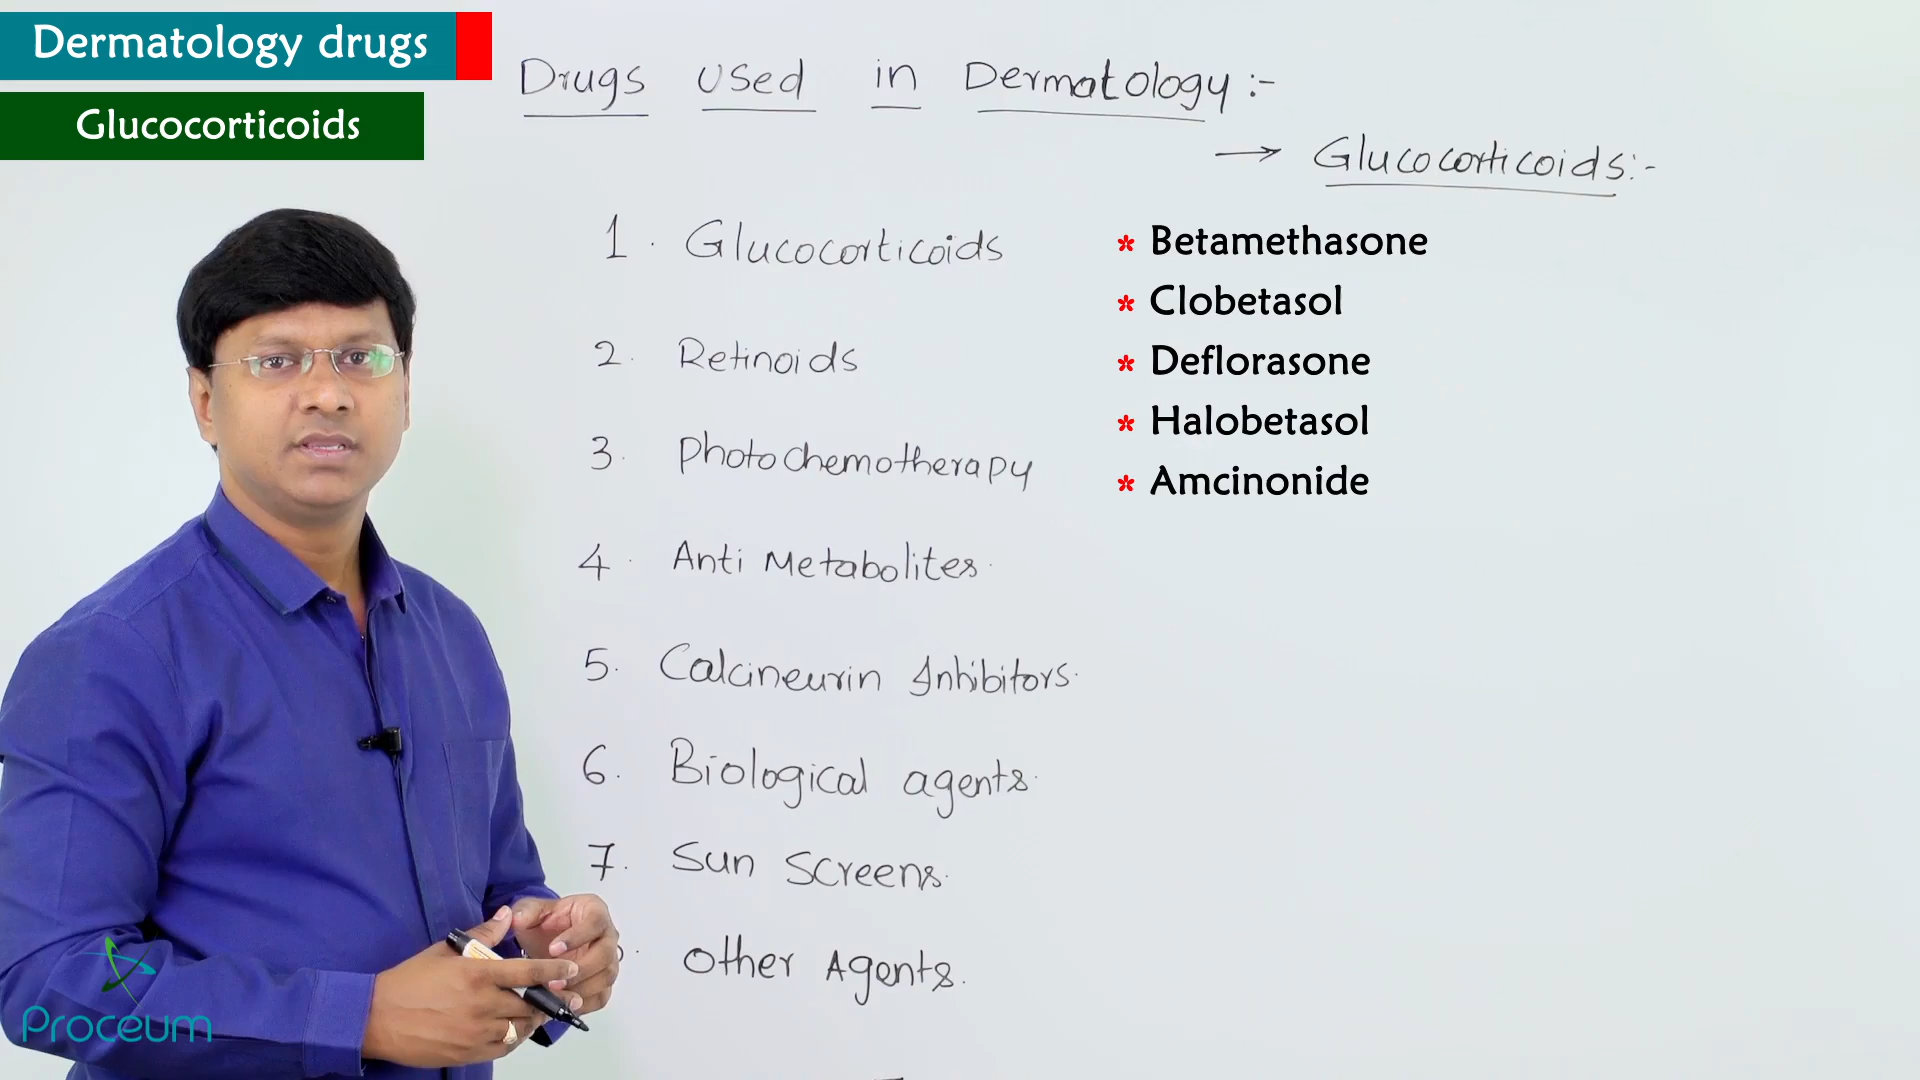 Dermatology drugs
Glucocorticoids
Drugs used in Dermatology :-
→ Glucocorticoids:-
1. Glucocorticoids
2. Retinoids
3. Photochemotherapy
4. Anti Metabolites.
5. Calcineurin Inhibitors.
6. Biological agents.
7. Sun Screens.
Other Agents.
* Betamethasone
* Clobetasol
* Deflorasone
* Halobetasol
* Amcinonide
Proceum